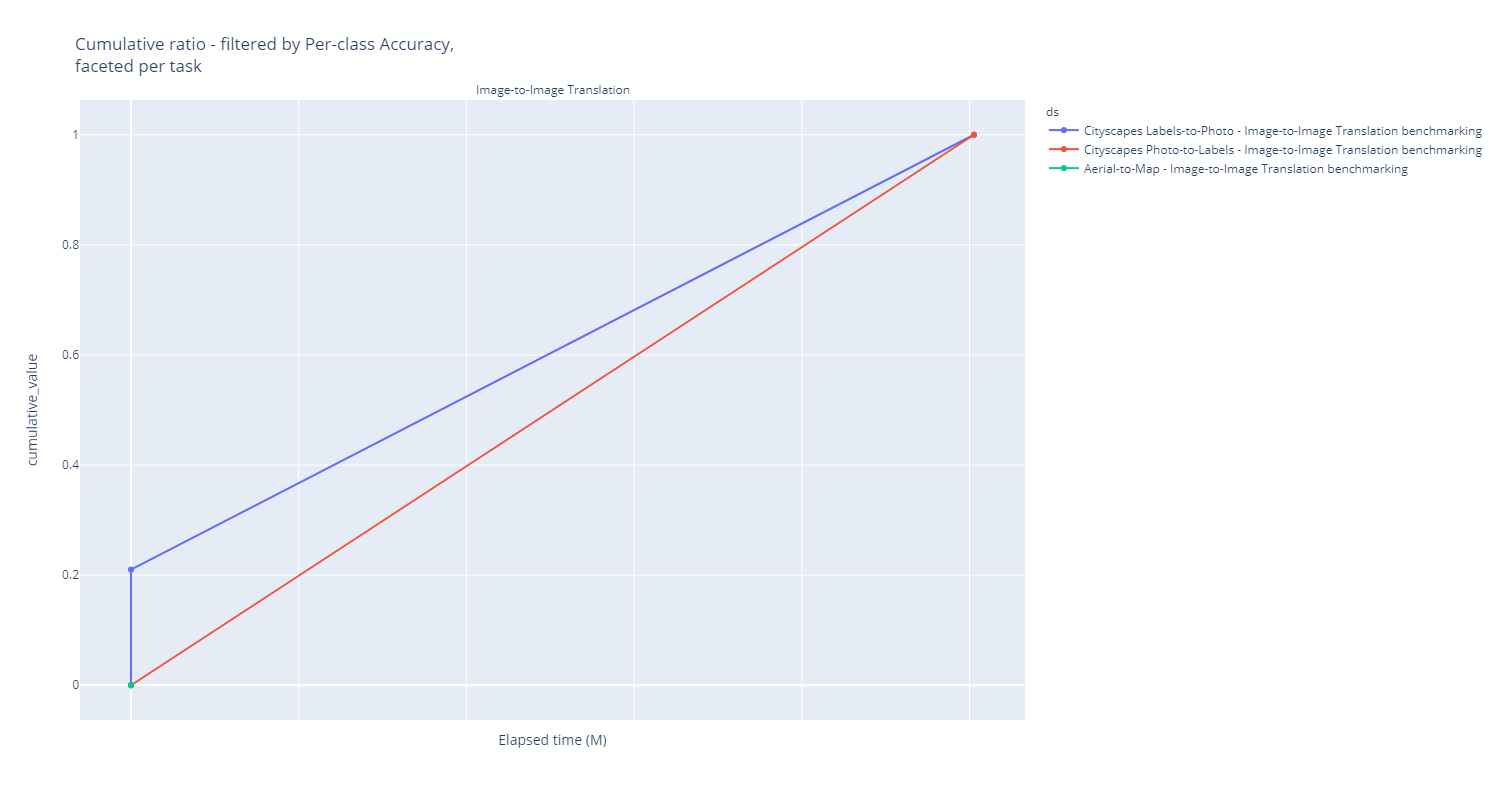 Cumulative ratio - filtered by Per-class Accuracy,
faceted per task
Image-to-Image Translation
ds
Cityscapes Labels-to-Photo - Image-to-Image Translation benchmarking
Cityscapes Photo-to-Labels - Image-to-Image Translation benchmarking
Aerial-to-Map - Image-to-Image Translation benchmarking
1
0.8
0.6
0.4
0.2
0
cumulative_value
Elapsed time (M)